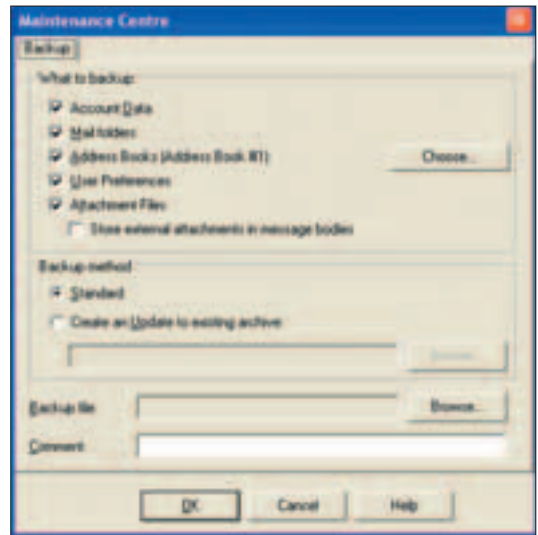 Maintenance Centre
Backup
What to backup:
Account Data
Mail folders
Address Books (Address Book #1)
Choose...
User Preferences
Attachment Files
Store external attachments in message bodies
Backup method
Standard
Create an Update to existing archive:
Backup file
Browse...
Comment
OK
Cancel
Help